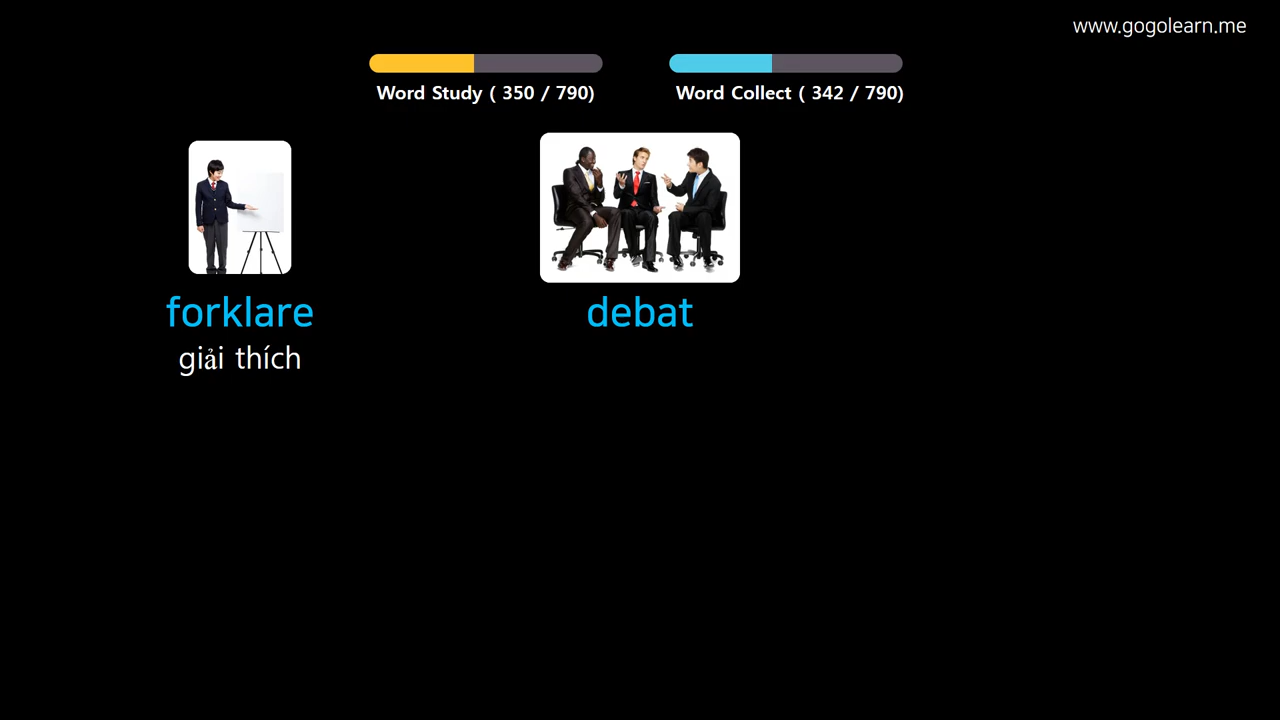 www.gogolearn.me
Word Study ( 350 / 790)
Word Collect ( 342 / 790)
forklare
debat
giải thích